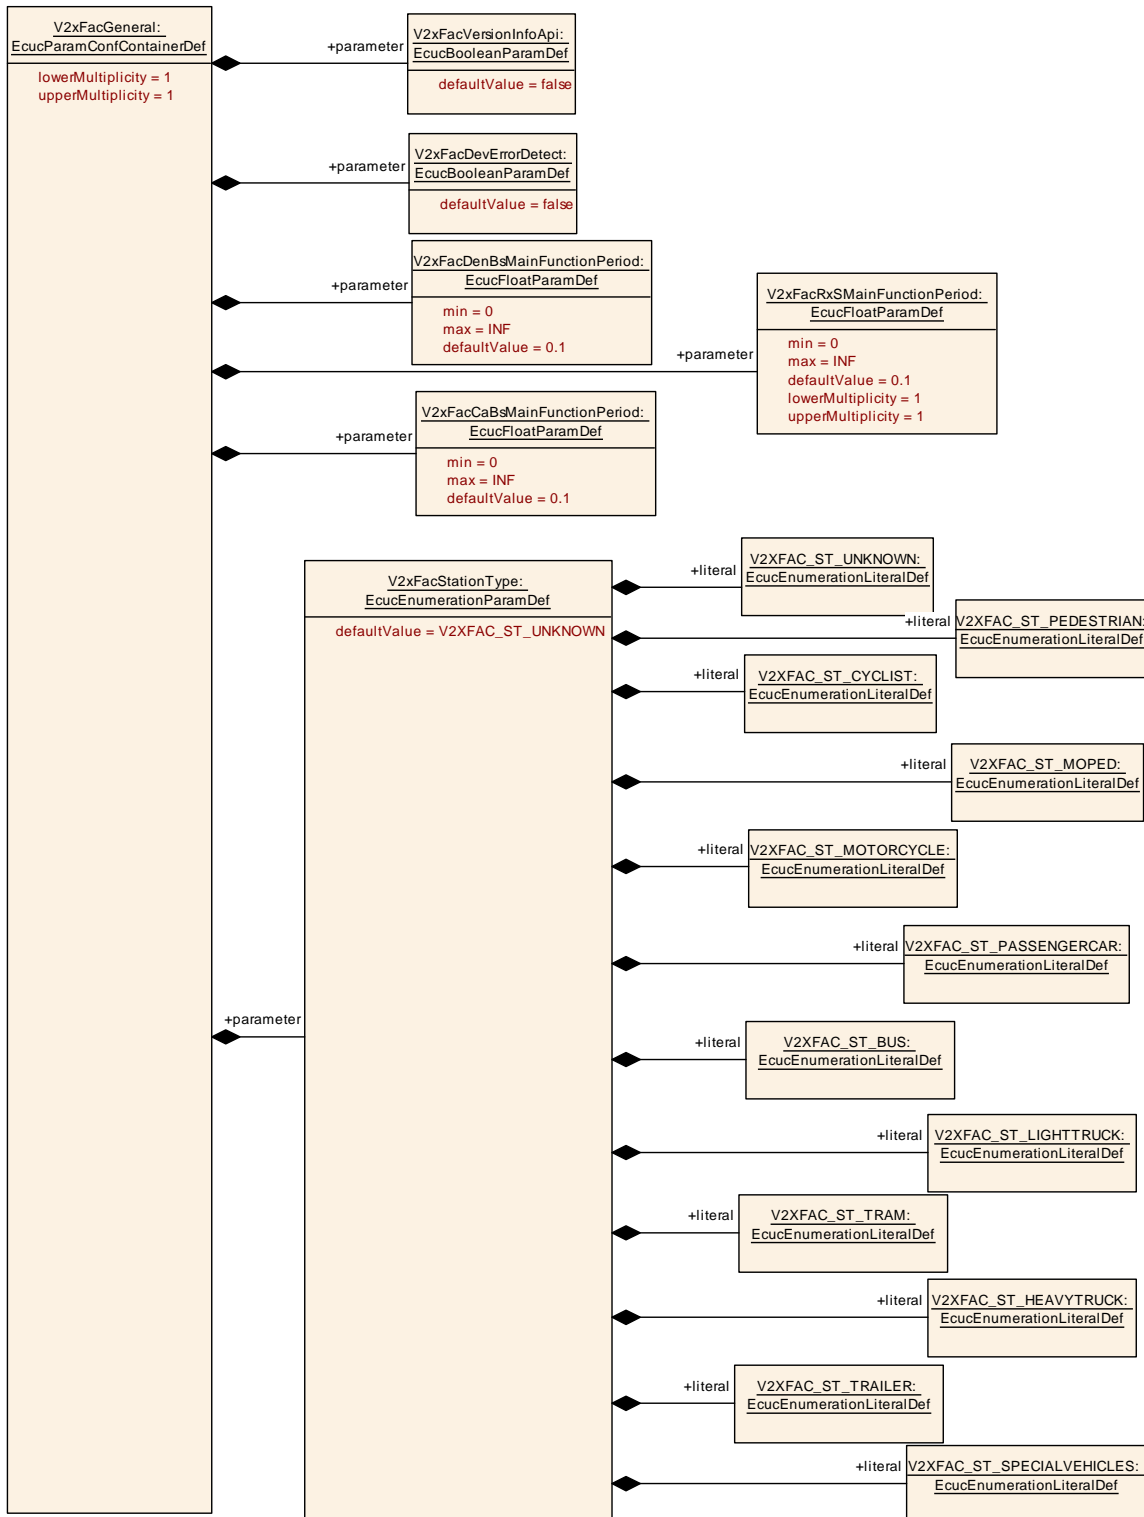 V2xFacGeneral:
EcucParamConfContainerDef
lowerMultiplicity = 1
upperMultiplicity = 1
+parameter
V2xFacVersionInfoApi:
EcucBooleanParamDef
defaultValue = false
+parameter
V2xFacDevErrorDetect:
EcucBooleanParamDef
defaultValue = false
+parameter
V2xFacDenBsMainFunctionPeriod:
EcucFloatParamDef
min = 0
max = INF
defaultValue = 0.1
+parameter
V2xFacRxSMainFunctionPeriod:
EcucFloatParamDef
min = 0
max = INF
defaultValue = 0.1
lowerMultiplicity = 1
upperMultiplicity = 1
+parameter
V2xFacCaBsMainFunctionPeriod:
EcucFloatParamDef
min = 0
max = INF
defaultValue = 0.1
+parameter
V2xFacStationType:
EcucEnumerationParamDef
defaultValue = V2XFAC_ST_UNKNOWN
+literal
V2XFAC_ST_UNKNOWN:
EcucEnumerationLiteralDef
+literal
V2XFAC_ST_PEDESTRIAN:
EcucEnumerationLiteralDef
+literal
V2XFAC_ST_CYCLIST:
EcucEnumerationLiteralDef
+literal
V2XFAC_ST_MOPED:
EcucEnumerationLiteralDef
+literal
V2XFAC_ST_MOTORCYCLE:
EcucEnumerationLiteralDef
+literal
V2XFAC_ST_PASSENGERCAR:
EcucEnumerationLiteralDef
+literal
V2XFAC_ST_BUS:
EcucEnumerationLiteralDef
+literal
V2XFAC_ST_LIGHTTRUCK:
EcucEnumerationLiteralDef
+literal
V2XFAC_ST_TRAM:
EcucEnumerationLiteralDef
+literal
V2XFAC_ST_HEAVYTRUCK:
EcucEnumerationLiteralDef
+literal
V2XFAC_ST_TRAILER:
EcucEnumerationLiteralDef
+literal
V2XFAC_ST_SPECIALVEHICLES:
EcucEnumerationLiteralDef